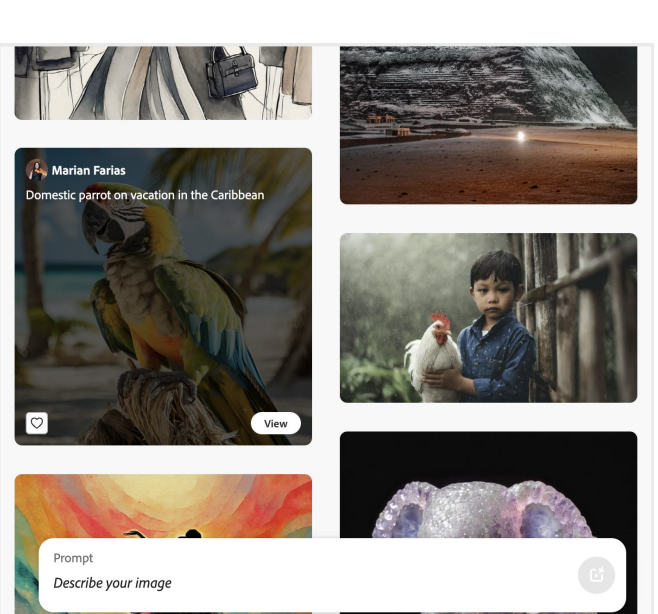 Marian Farias
Domestic parrot on vacation in the Caribbean
View
Prompt
Describe your image